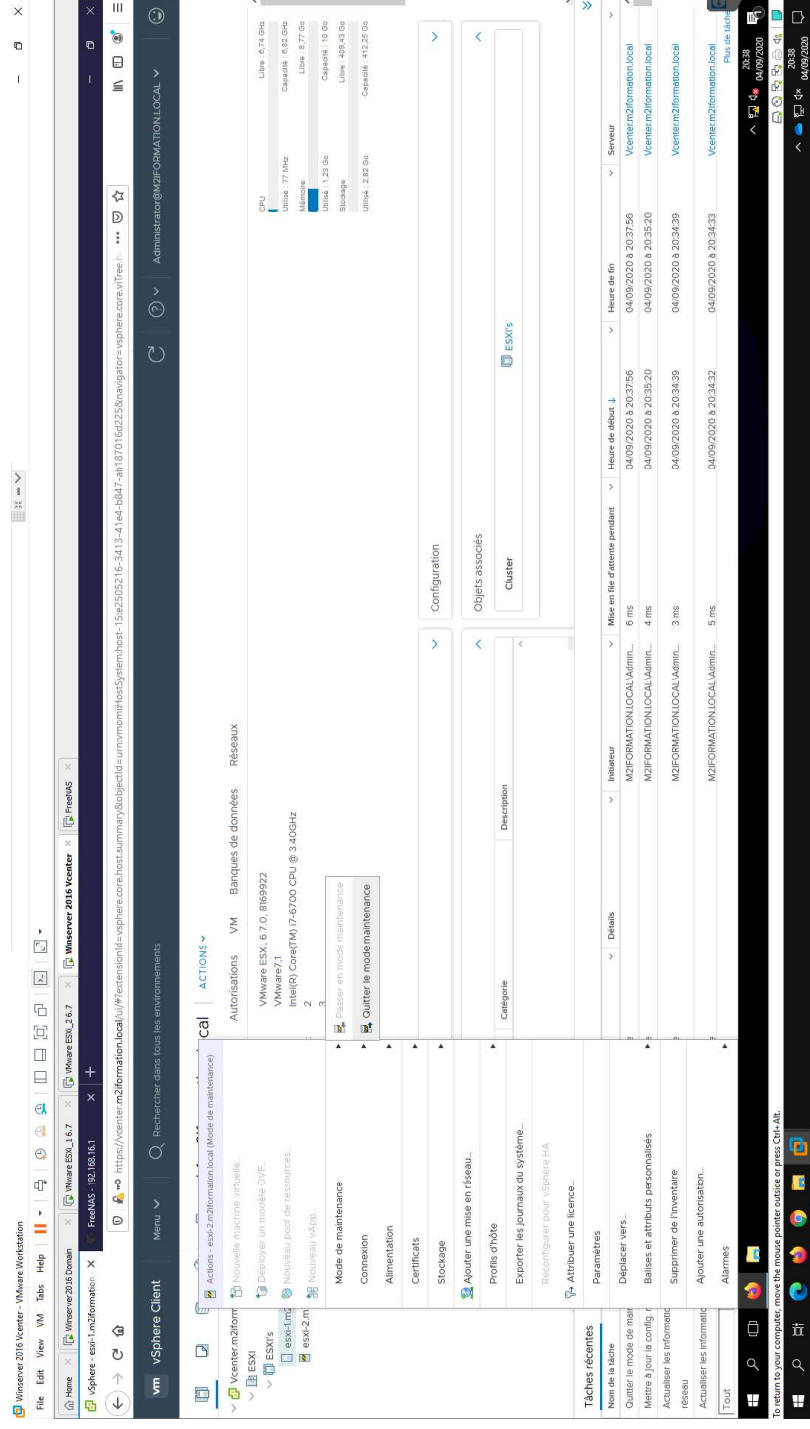 Winserver 2016 Vcenter - VMware Workstation
File Edit View VM Tabs Help
Home
Winserver2016 Domain
VMware ESXi_1 6.7
VMware ESXi_2 6.7
Winserver 2016 Vcenter
FreeNAS
vSphere - esxi-1.m2iformation
FreeNAS - 192.168.16.1
https://vcenter.m2iformation.local/ui/#?extensionId=vsphere.core.host.summary&objectId=urn:vmomi:HostSystem:host-15:e2505216-3413-41e4-b847-ab187016d225&navigator=vsphere.core.viTree.h
vm vSphere Client
Menu
Rechercher dans tous les environnements
Administrator@M2IFORMATION.LOCAL
Vcenter.m2iform
ESXI
ESXi's
esxi-1.m2
esxi-2.m
cal
ACTIONS
Autorisations VM Banques de données Réseaux
VMware ESX, 6.7.0, 8169922
VMware7,1
Intel(R) Core(TM) i7-6700 CPU @ 3.40GHz
2
3
CPU
Libre : 6,74 GHz
Utilisé : 77 MHz
Capacité : 6,82 GHz
Mémoire
Libre : 8,77 Go
Utilisé : 1,23 Go
Capacité : 10 Go
Stockage
Libre : 409,43 Go
Utilisé : 2,82 Go
Capacité : 412,25 Go
Actions - esxi-2.m2iformation.local (Mode de maintenance)
Nouvelle machine virtuelle...
Déployer un modèle OVF...
Nouveau pool de ressources...
Nouveau vApp...
Mode de maintenance
Connexion
Alimentation
Certificats
Stockage
Ajouter une mise en réseau...
Profils d'hôte
Exporter les journaux du système...
Reconfigurer pour vSphere HA
Attribuer une licence...
Paramètres
Déplacer vers...
Balises et attributs personnalisés
Supprimer de l'inventaire
Ajouter une autorisation...
Alarmes
Passer en mode maintenance
Quitter le mode maintenance
Configuration
Objets associés
Cluster
ESXi's
Catégorie
Description
Tâches récentes
Nom de la tâche
Détails
Initiateur
Mise en file d'attente pendant
Heure de début
Heure de fin
Serveur
Quitter le mode de mai
M2IFORMATION.LOCAL\Admin... 6 ms 04/09/2020 à 20:37:56 04/09/2020 à 20:37:56 Vcenter.m2iformation.local
Mettre à jour la config. r
M2IFORMATION.LOCAL\Admin... 4 ms 04/09/2020 à 20:35:20 04/09/2020 à 20:35:20 Vcenter.m2iformation.local
Actualiser les informatic
réseau
M2IFORMATION.LOCAL\Admin... 3 ms 04/09/2020 à 20:34:39 04/09/2020 à 20:34:39 Vcenter.m2iformation.local
Actualiser les informatic
M2IFORMATION.LOCAL\Admin... 5 ms 04/09/2020 à 20:34:32 04/09/2020 à 20:34:33 Vcenter.m2iformation.local
Tout
Plus de tâche
20:38
04/09/2020
To return to your computer, move the mouse pointer outside or press Ctrl+Alt.
20:38
04/09/2020